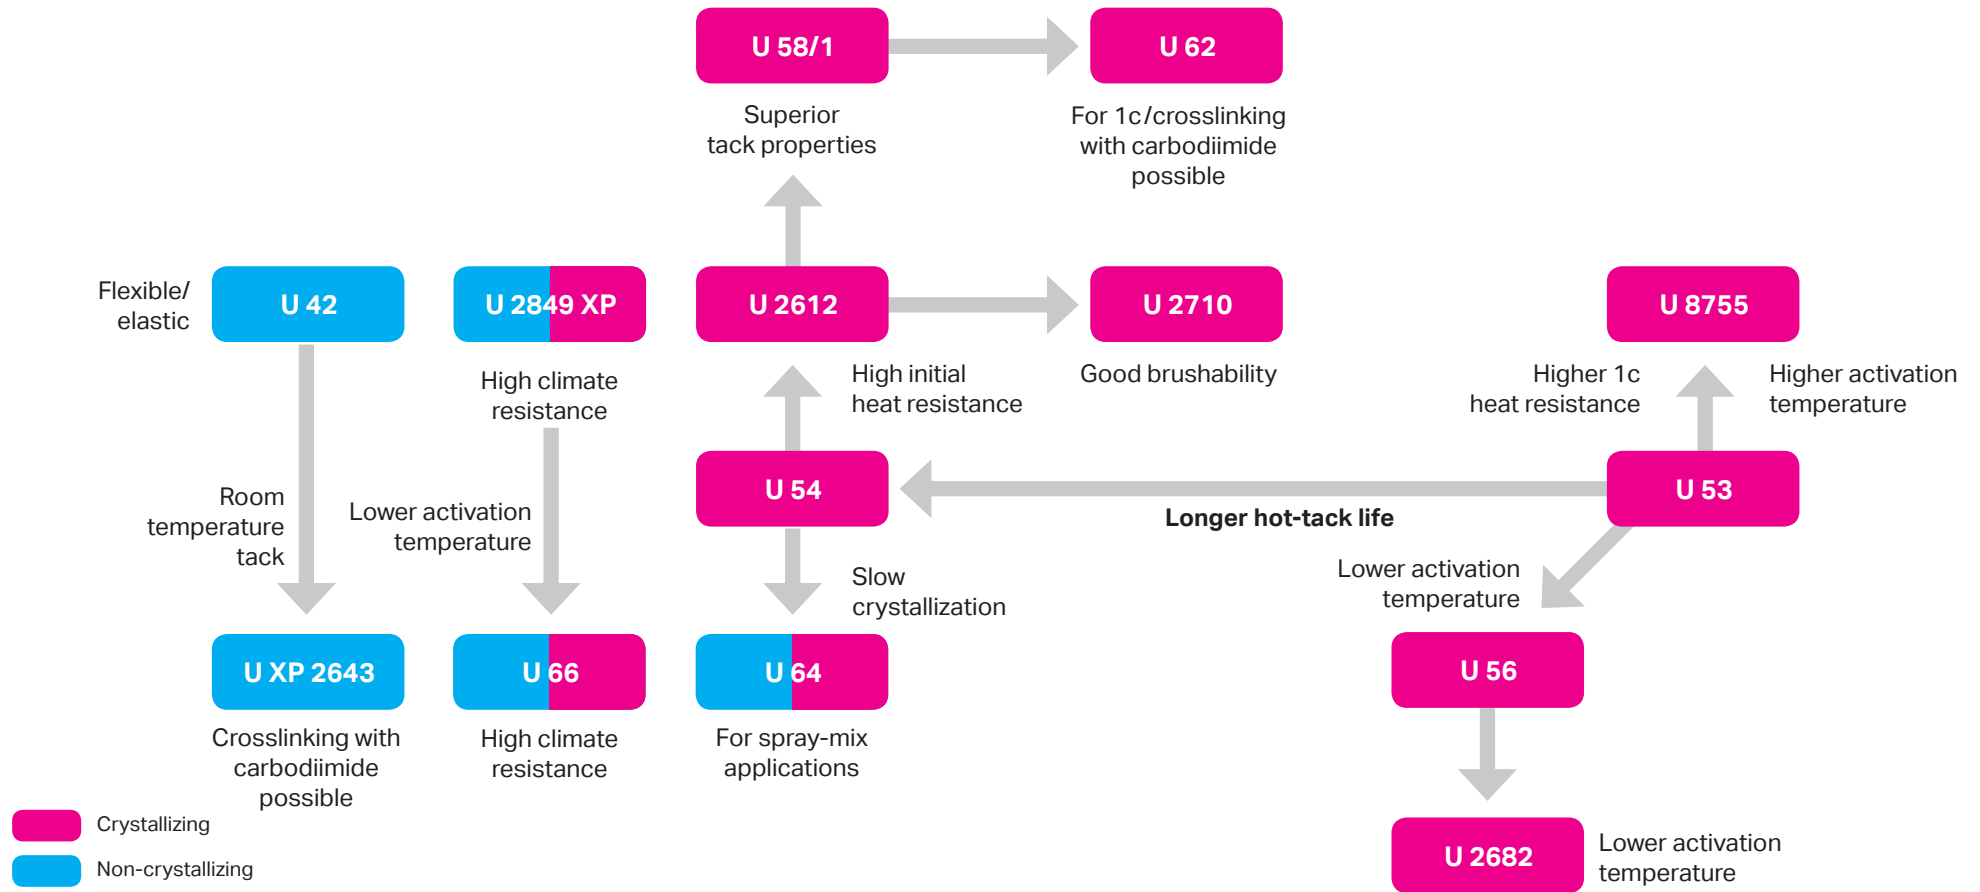 U 58/1
U 62
Superior
tack properties
For 1c/crosslinking
with carbodiimide
possible
Flexible/
elastic
U 42
U 2849 XP
U 2612
U 2710
U 8755
High climate
resistance
High initial
heat resistance
Good brushability
Higher 1c
heat resistance
Higher activation
temperature
U 54
U 53
Longer hot-tack life
Room
temperature
tack
Lower activation
temperature
Slow
crystallization
Lower activation
temperature
U XP 2643
U 66
U 64
U 56
Crosslinking with
carbodiimide
possible
High climate
resistance
For spray-mix
applications
Crystallizing
Non-crystallizing
U 2682
Lower activation
temperature